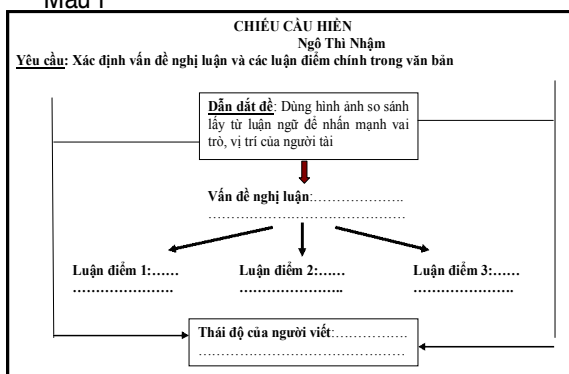 Mẫu 1
CHIẾU CẦU HIỀN
Ngô Thì Nhậm
Yêu cầu: Xác định vấn đề nghị luận và các luận điểm chính trong văn bản
Dẫn dắt đề: Dùng hình ảnh so sánh
lấy từ luận ngữ để nhấn mạnh vai
trò, vị trí của người tài
Vấn đề nghị luận:………………..
……………………………………
Luận điểm 1:……
………………..
Luận điểm 2:……
…………………..
Luận điểm 3:……
………………….
Thái độ của người viết:……………
………………………………………